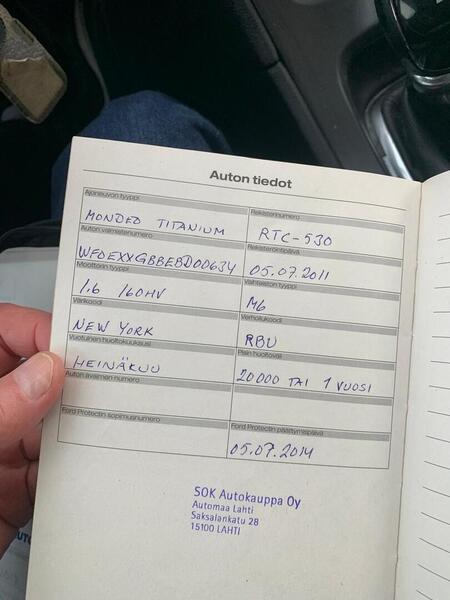 Auton tiedot
Ajoneuvon tyyppi
MONDEO TITANIUM
Rekisterinumero
RTC-530
Auton valmistenumero
WF0EXXGBBEBD00634
Rekisteröintipäivä
05.07.2011
Moottorin tyyppi
1.6 160HV
Vaihteiston tyyppi
M6
Värikoodi
NEW YORK
Verhoilukoodi
RBU
Vuotuinen huoltokuukausi
HEINÄKUU
Pisin huoltoväli
20000 TAI 1 VUOSI
Auton avaimen numero
Ford Protectin sopimusnumero
Ford Protectin päättymispäivä
05.07.2014
SOK Autokauppa Oy
Automaa Lahti
Saksalankatu 28
15100 LAHTI